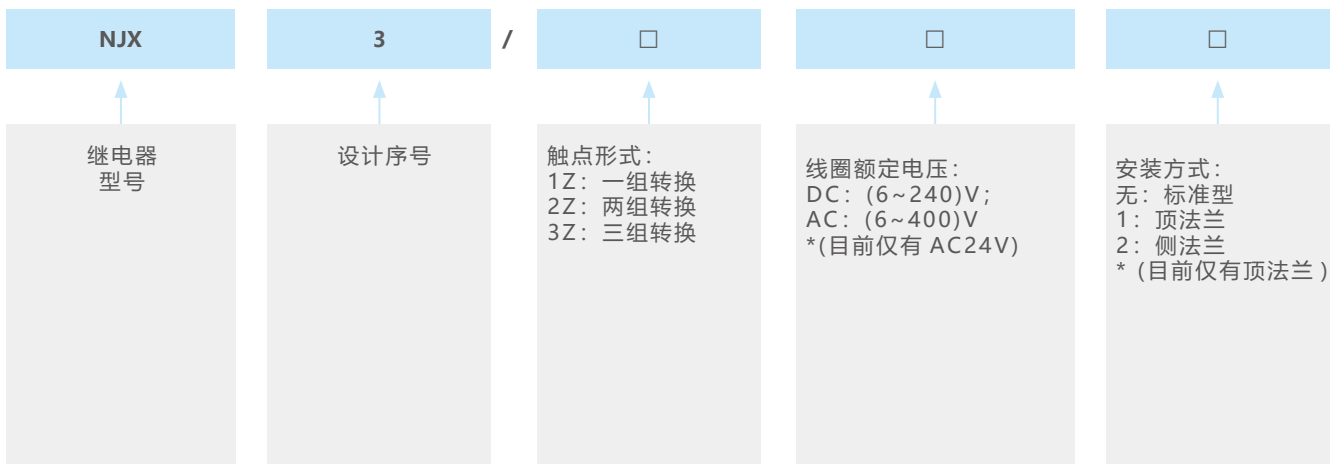 NJX 3 / □ □ □
继电器
型号
设计序号
触点形式：
1Z：一组转换
2Z：两组转换
3Z：三组转换
线圈额定电压：
DC：(6~240)V；
AC：(6~400)V
*(目前仅有 AC24V)
安装方式：
无：标准型
1：顶法兰
2：侧法兰
* (目前仅有顶法兰 )